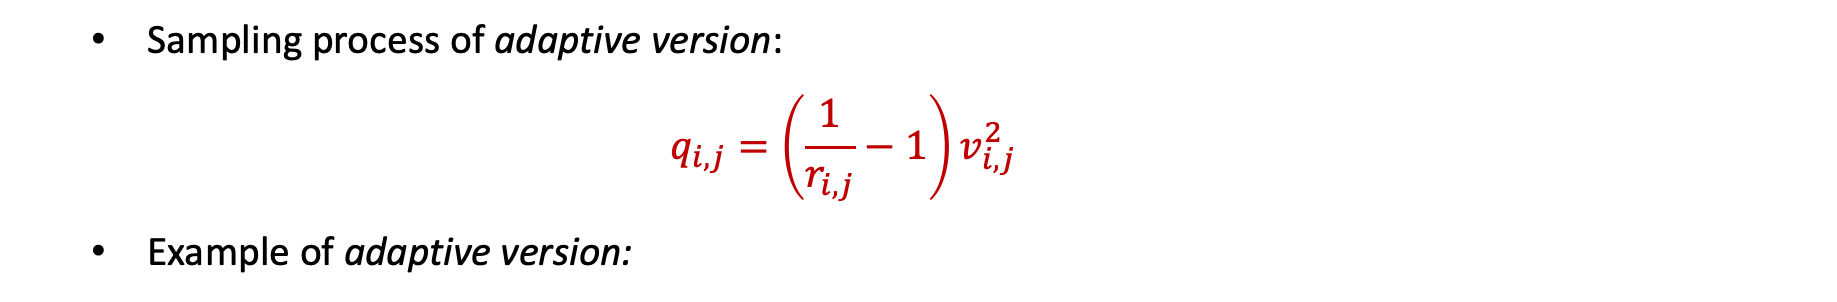 • Sampling process of adaptive version:
q_{i,j} = (1/r_{i,j} − 1) v_{i,j}^2
• Example of adaptive version: